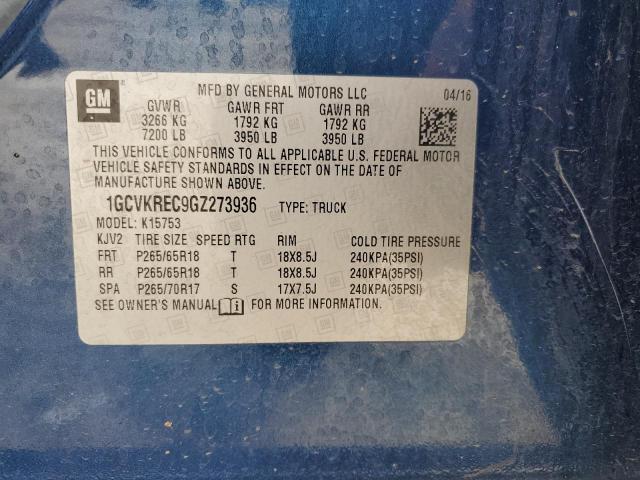 GM
MFD BY GENERAL MOTORS LLC 04/16
GVWR GAWR FRT GAWR RR
3266 KG 1792 KG 1792 KG
7200 LB 3950 LB 3950 LB
THIS VEHICLE CONFORMS TO ALL APPLICABLE U.S. FEDERAL MOTOR
VEHICLE SAFETY STANDARDS IN EFFECT ON THE DATE OF
MANUFACTURE SHOWN ABOVE.
1GCVKREC9GZ273936 TYPE: TRUCK
MODEL: K15753
KJV2 TIRE SIZE SPEED RTG RIM COLD TIRE PRESSURE
FRT P265/65R18 T 18X8.5J 240KPA(35PSI)
RR P265/65R18 T 18X8.5J 240KPA(35PSI)
SPA P265/70R17 S 17X7.5J 240KPA(35PSI)
SEE OWNER'S MANUAL i FOR MORE INFORMATION.